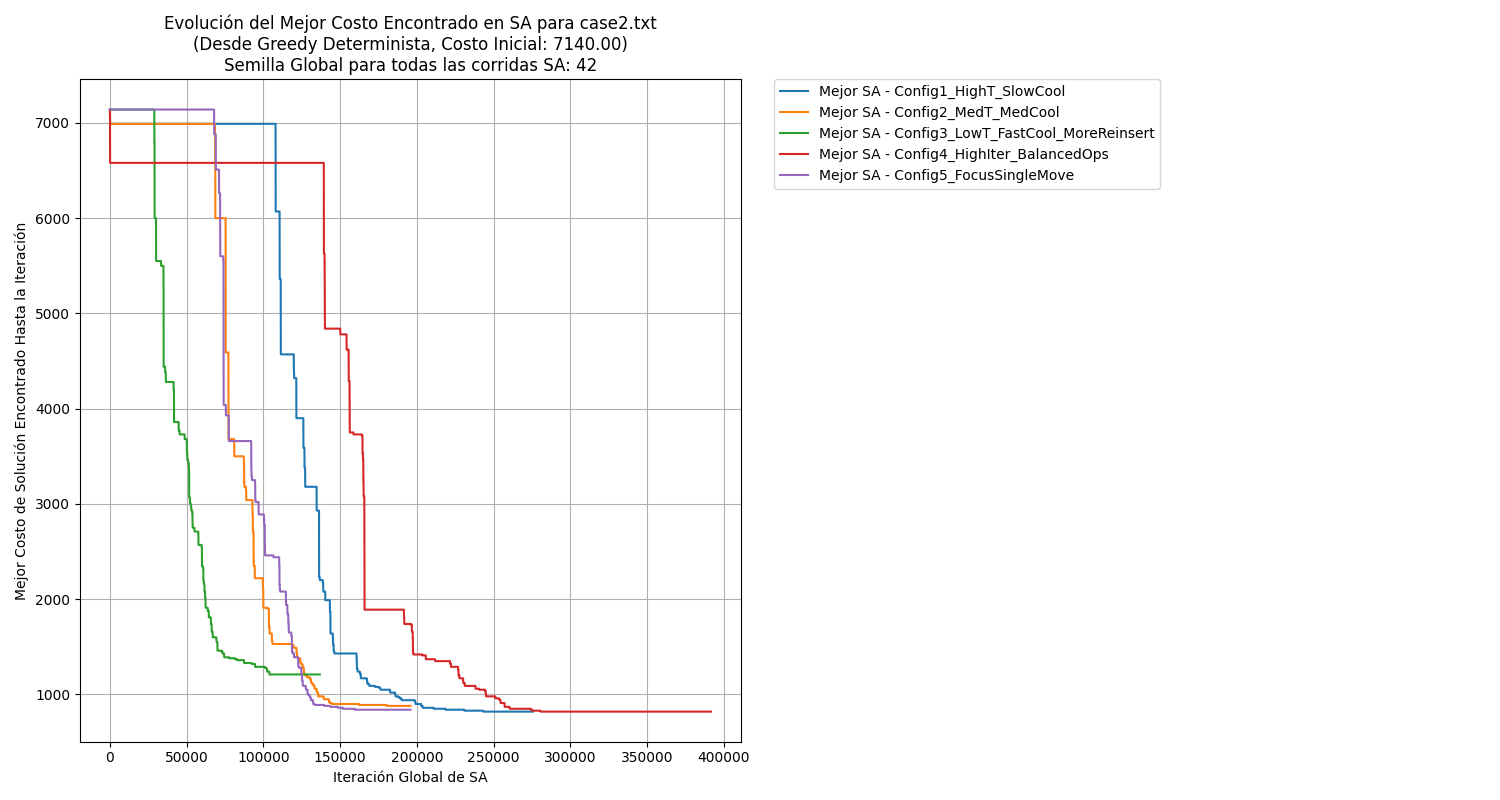 Evolución del Mejor Costo Encontrado en SA para case2.txt
(Desde Greedy Determinista, Costo Inicial: 7140.00)
Semilla Global para todas las corridas SA: 42
Mejor Costo de Solución Encontrado Hasta la Iteración
7000
6000
5000
4000
3000
2000
1000
0 50000 100000 150000 200000 250000 300000 350000 400000
Iteración Global de SA
Mejor SA - Config1_HighT_SlowCool
Mejor SA - Config2_MedT_MedCool
Mejor SA - Config3_LowT_FastCool_MoreReinsert
Mejor SA - Config4_HighIter_BalancedOps
Mejor SA - Config5_FocusSingleMove